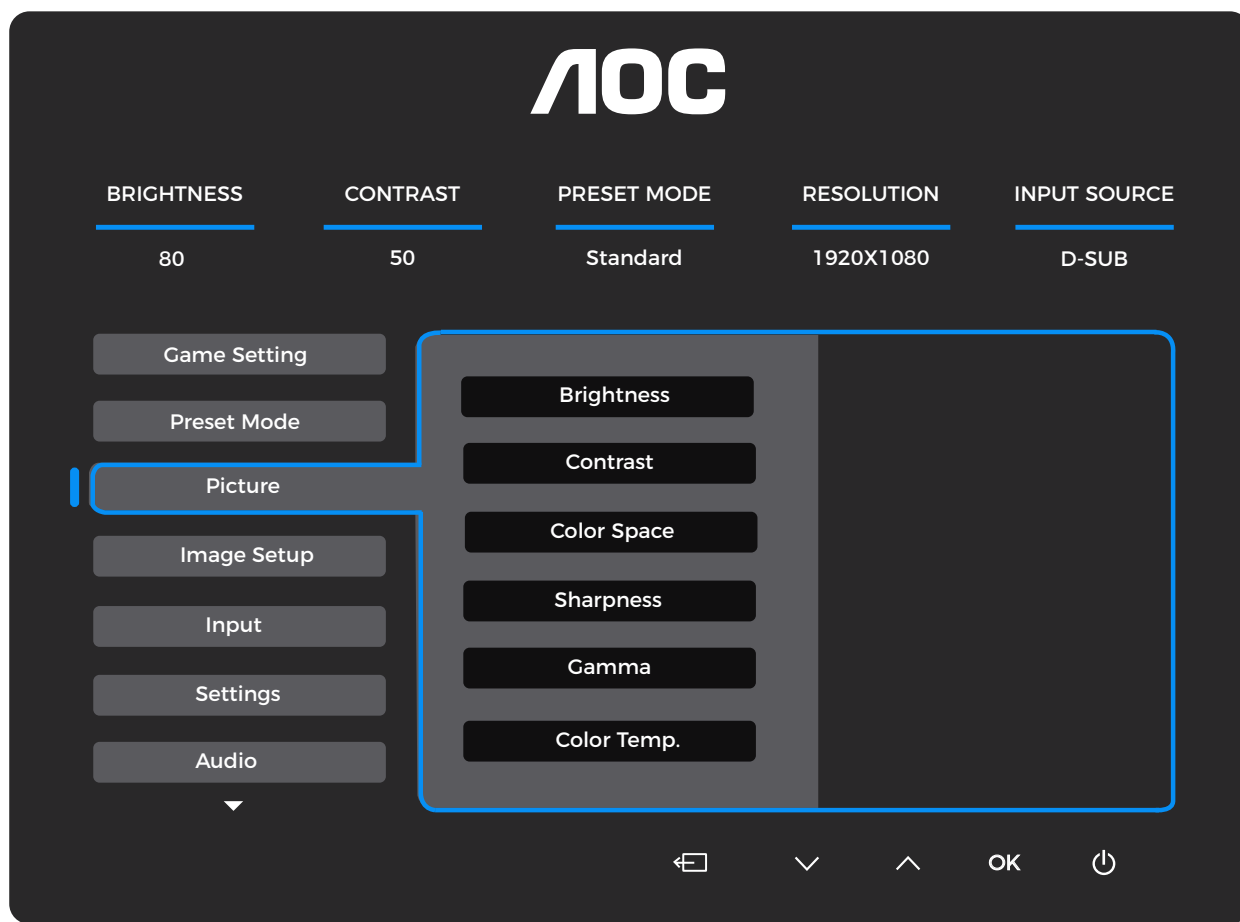 AOC
BRIGHTNESS CONTRAST PRESET MODE RESOLUTION INPUT SOURCE
80 50 Standard 1920X1080 D-SUB
Game Setting
Preset Mode
Picture
Image Setup
Input
Settings
Audio
Brightness
Contrast
Color Space
Sharpness
Gamma
Color Temp.
OK